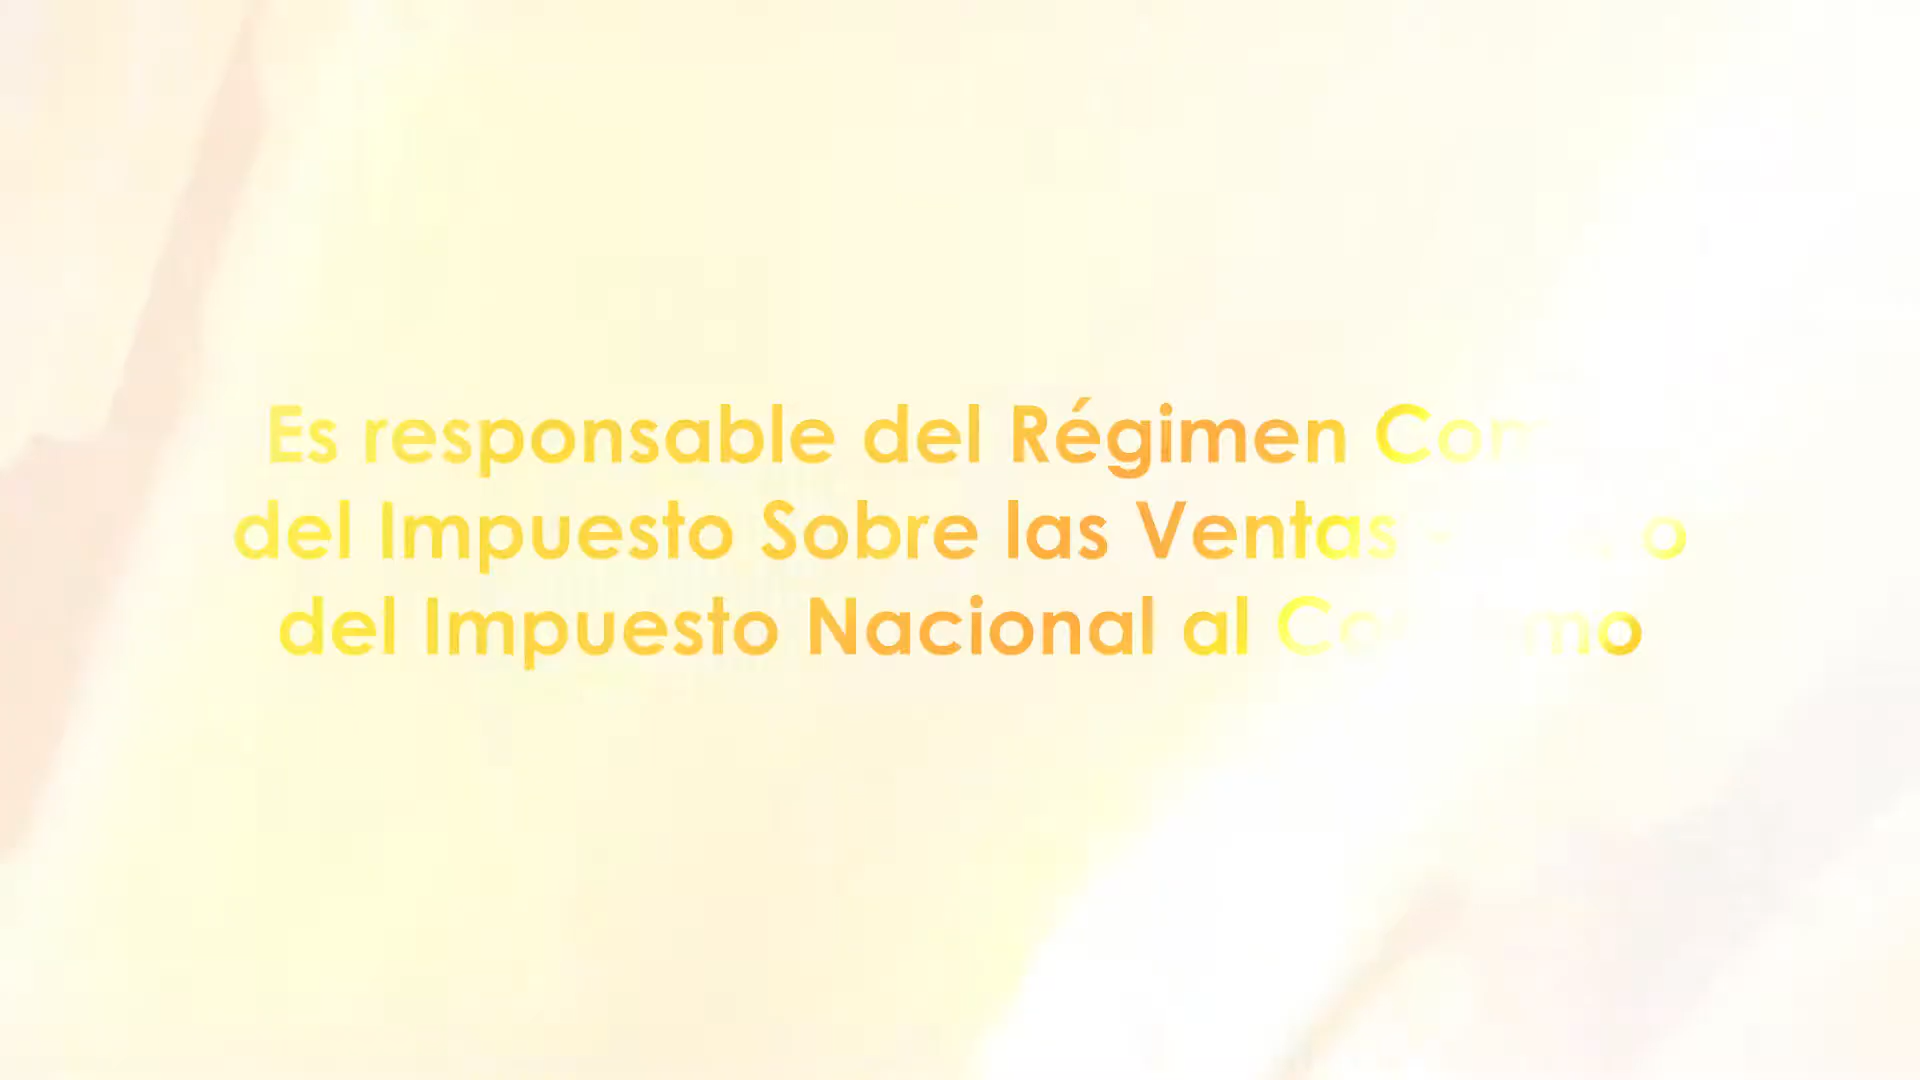 Es responsable del Régimen
del Impuesto Sobre las Ventas - o
del Impuesto Nacional al